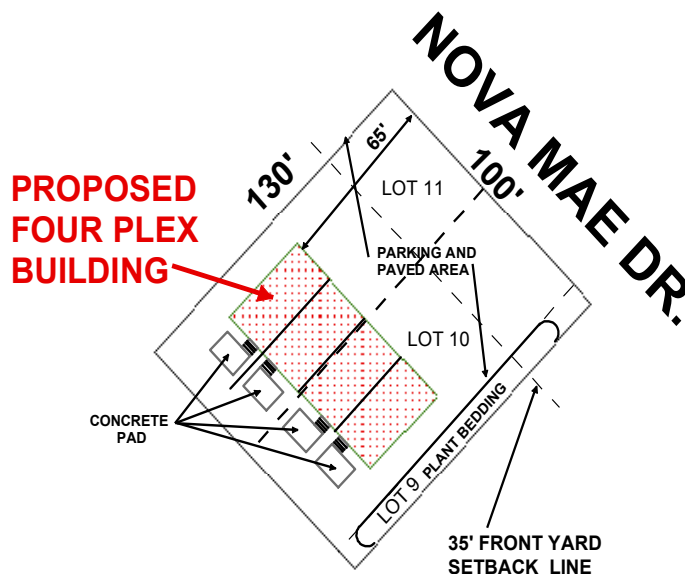 NOVA MAE DR.
65'
130'
100'
LOT 11
PROPOSED
FOUR PLEX
BUILDING
PARKING AND
PAVED AREA
LOT 10
CONCRETE
PAD
LOT 9 PLANT BEDDING
35' FRONT YARD
SETBACK LINE